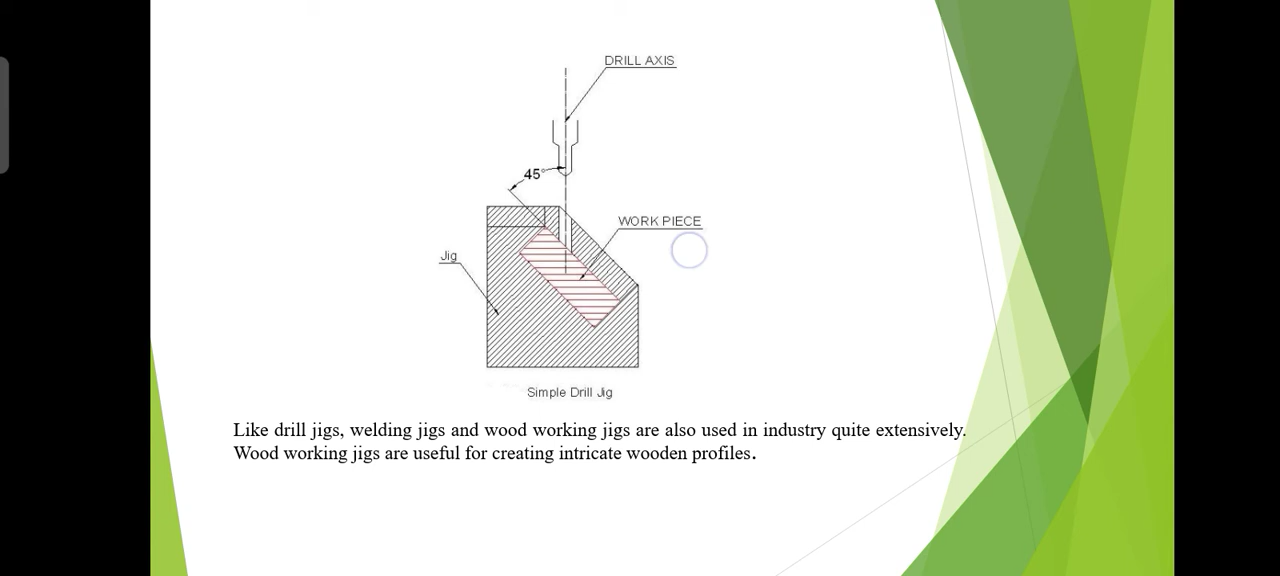 DRILL AXIS
45°
WORK PIECE
Jig
Simple Drill Jig
Like drill jigs, welding jigs and wood working jigs are also used in industry quite extensively.
Wood working jigs are useful for creating intricate wooden profiles.